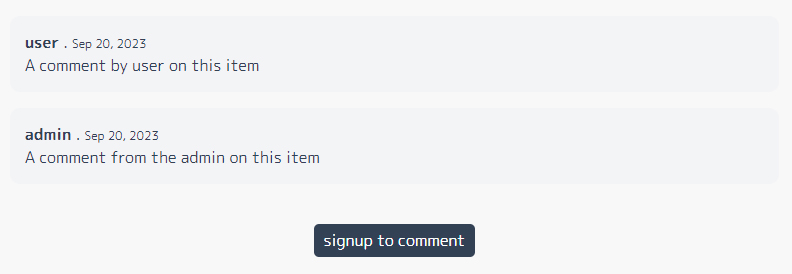 user . Sep 20, 2023
A comment by user on this item
admin . Sep 20, 2023
A comment from the admin on this item
signup to comment